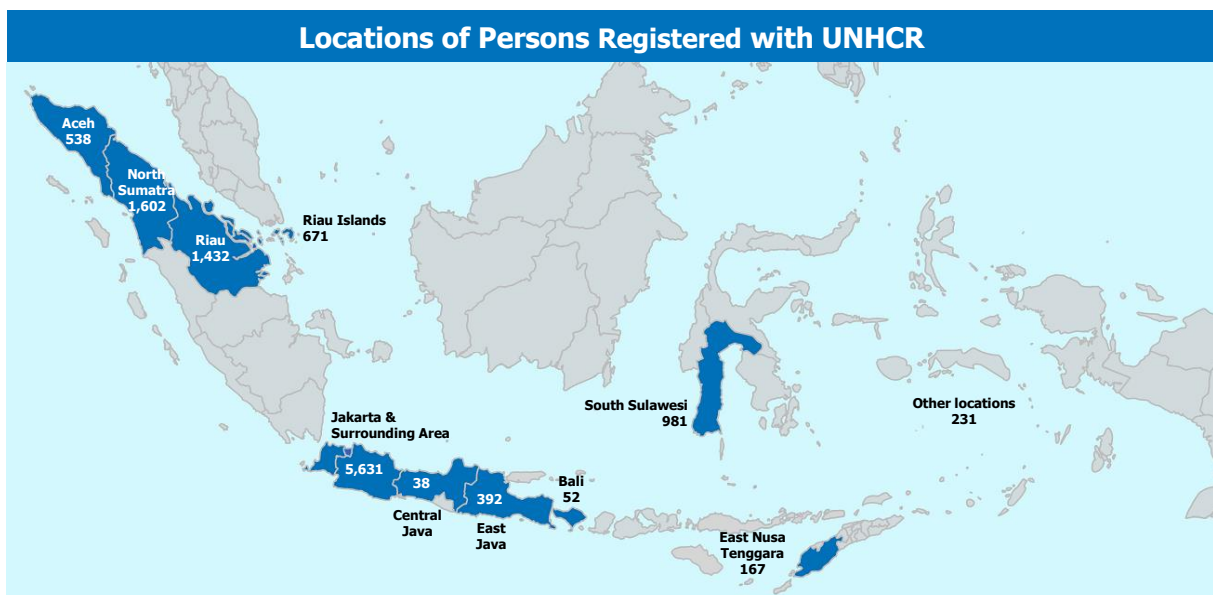 Locations of Persons Registered with UNHCR
Aceh
538
North
Sumatra
1,602
Riau
1,432
Riau Islands
671
South Sulawesi
981
Other locations
231
Jakarta &
Surrounding Area
5,631
38
Central
Java
392
East
Java
Bali
52
East Nusa
Tenggara
167